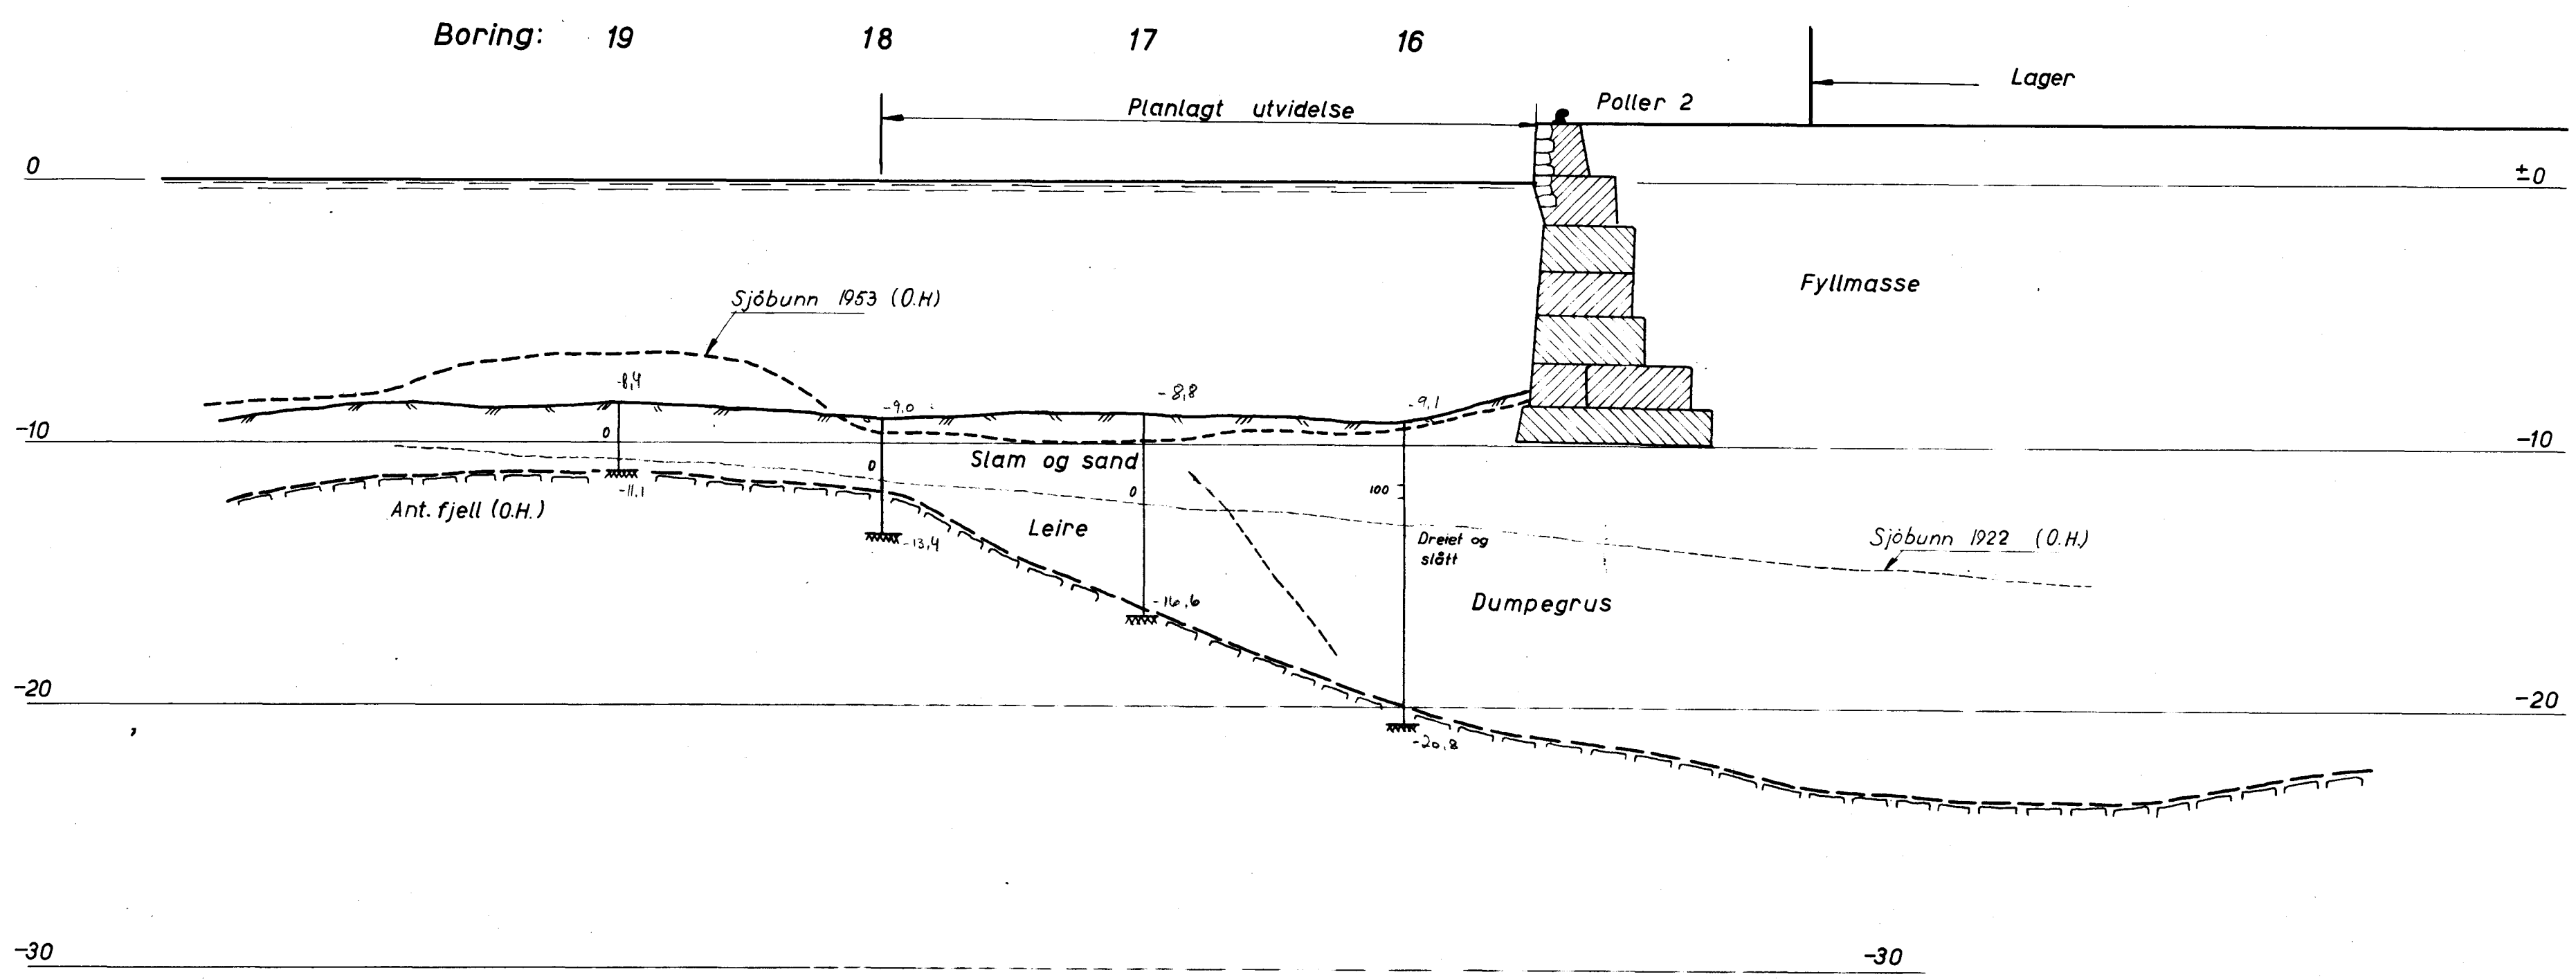 Boring: 19 18 17 16
Lager
Planlagt utvidelse
Poller 2
0
±0
Fyllmasse
Sjöbunn 1953 (O.H)
-8,4
-9,0
-8,8
-9,1
-10
0
-10
0
Slam og sand
0
100
-11,1
Ant. fjell (O.H.)
Leire
-13,4
Dreiet og
slått
Sjöbunn 1922 (O.H.)
-16,6
Dumpegrus
-20
-20
-20,8
-30
-30